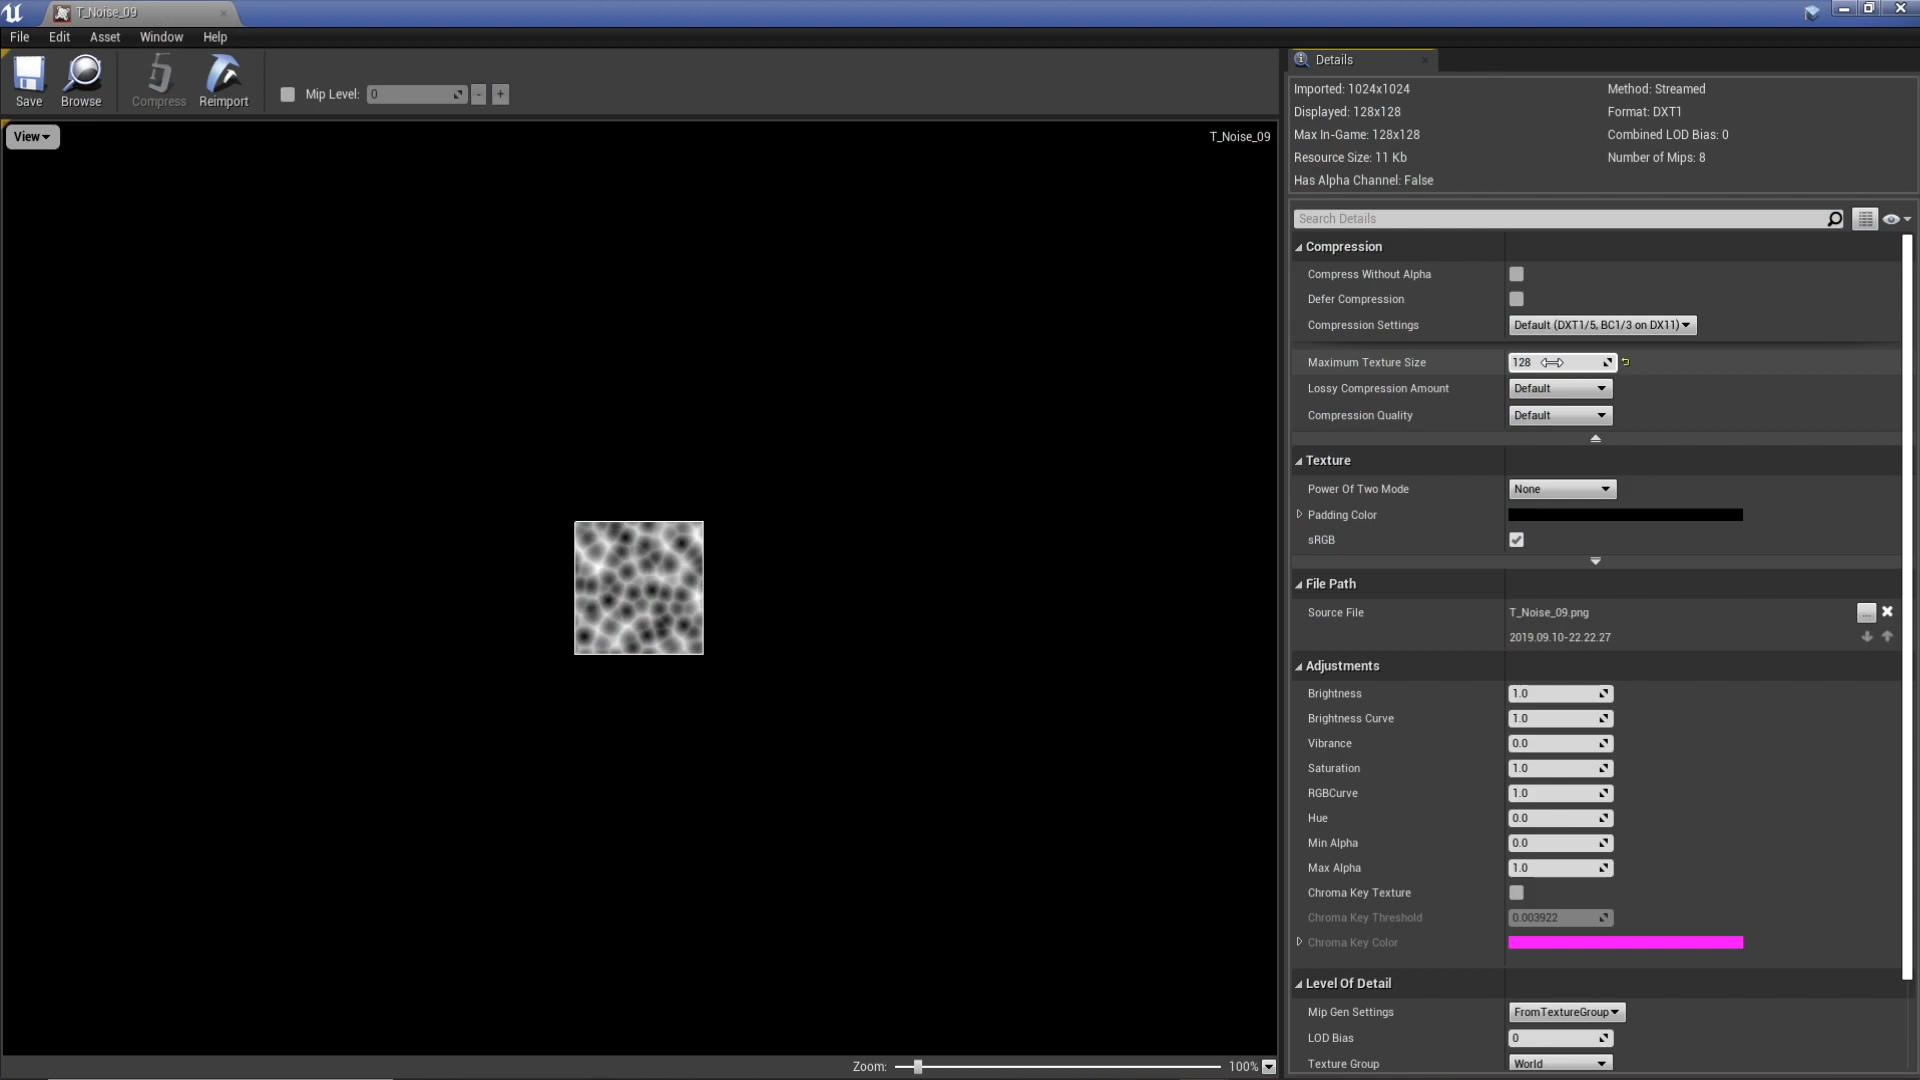 T_Noise_09
File Edit Asset Window Help
Save Browse Compress Reimport
Mip Level: 0 - +
View
T_Noise_09
Zoom: 100%
Details
Imported: 1024x1024 Method: Streamed
Displayed: 128x128 Format: DXT1
Max In-Game: 128x128 Combined LOD Bias: 0
Resource Size: 11 Kb Number of Mips: 8
Has Alpha Channel: False
Search Details
Compression
Compress Without Alpha
Defer Compression
Compression Settings Default (DXT1/5, BC1/3 on DX11)
Maximum Texture Size 128
Lossy Compression Amount Default
Compression Quality Default
Texture
Power Of Two Mode None
Padding Color
sRGB
File Path
Source File T_Noise_09.png ...
2019.09.10-22.22.27
Adjustments
Brightness 1.0
Brightness Curve 1.0
Vibrance 0.0
Saturation 1.0
RGBCurve 1.0
Hue 0.0
Min Alpha 0.0
Max Alpha 1.0
Chroma Key Texture
Chroma Key Threshold 0.003922
Chroma Key Color
Level Of Detail
Mip Gen Settings FromTextureGroup
LOD Bias 0
Texture Group World